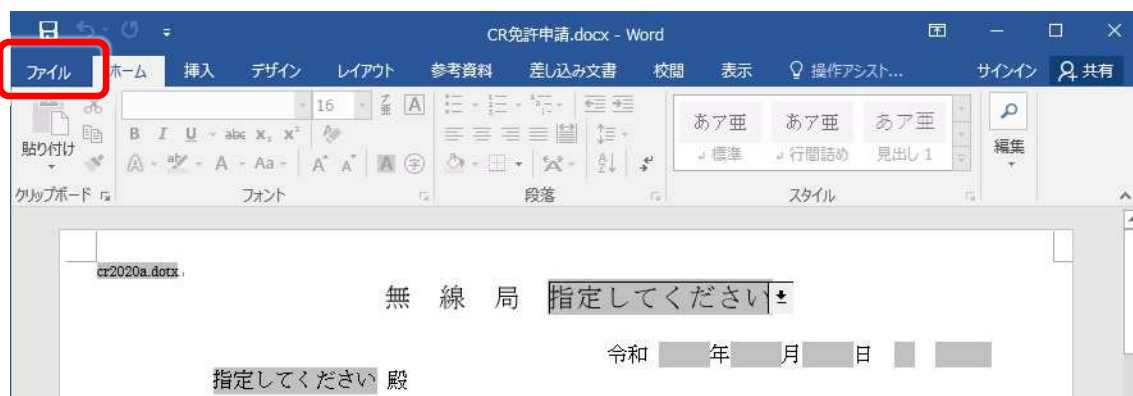 CR免許申請.docx - Word
ファイル ホーム 挿入 デザイン レイアウト 参考資料 差し込み文書 校閲 表示 操作アシスト... サインイン 共有
16
貼り付け B I U abc X₂ X² あア亜 あア亜 あア亜 編集
A aby A Aa A A A 字 標準 行間詰め 見出し 1
クリップボード フォント 段落 スタイル
cr2020a.dotx
無 線 局 指定してください
令和 年 月 日
指定してください 殿